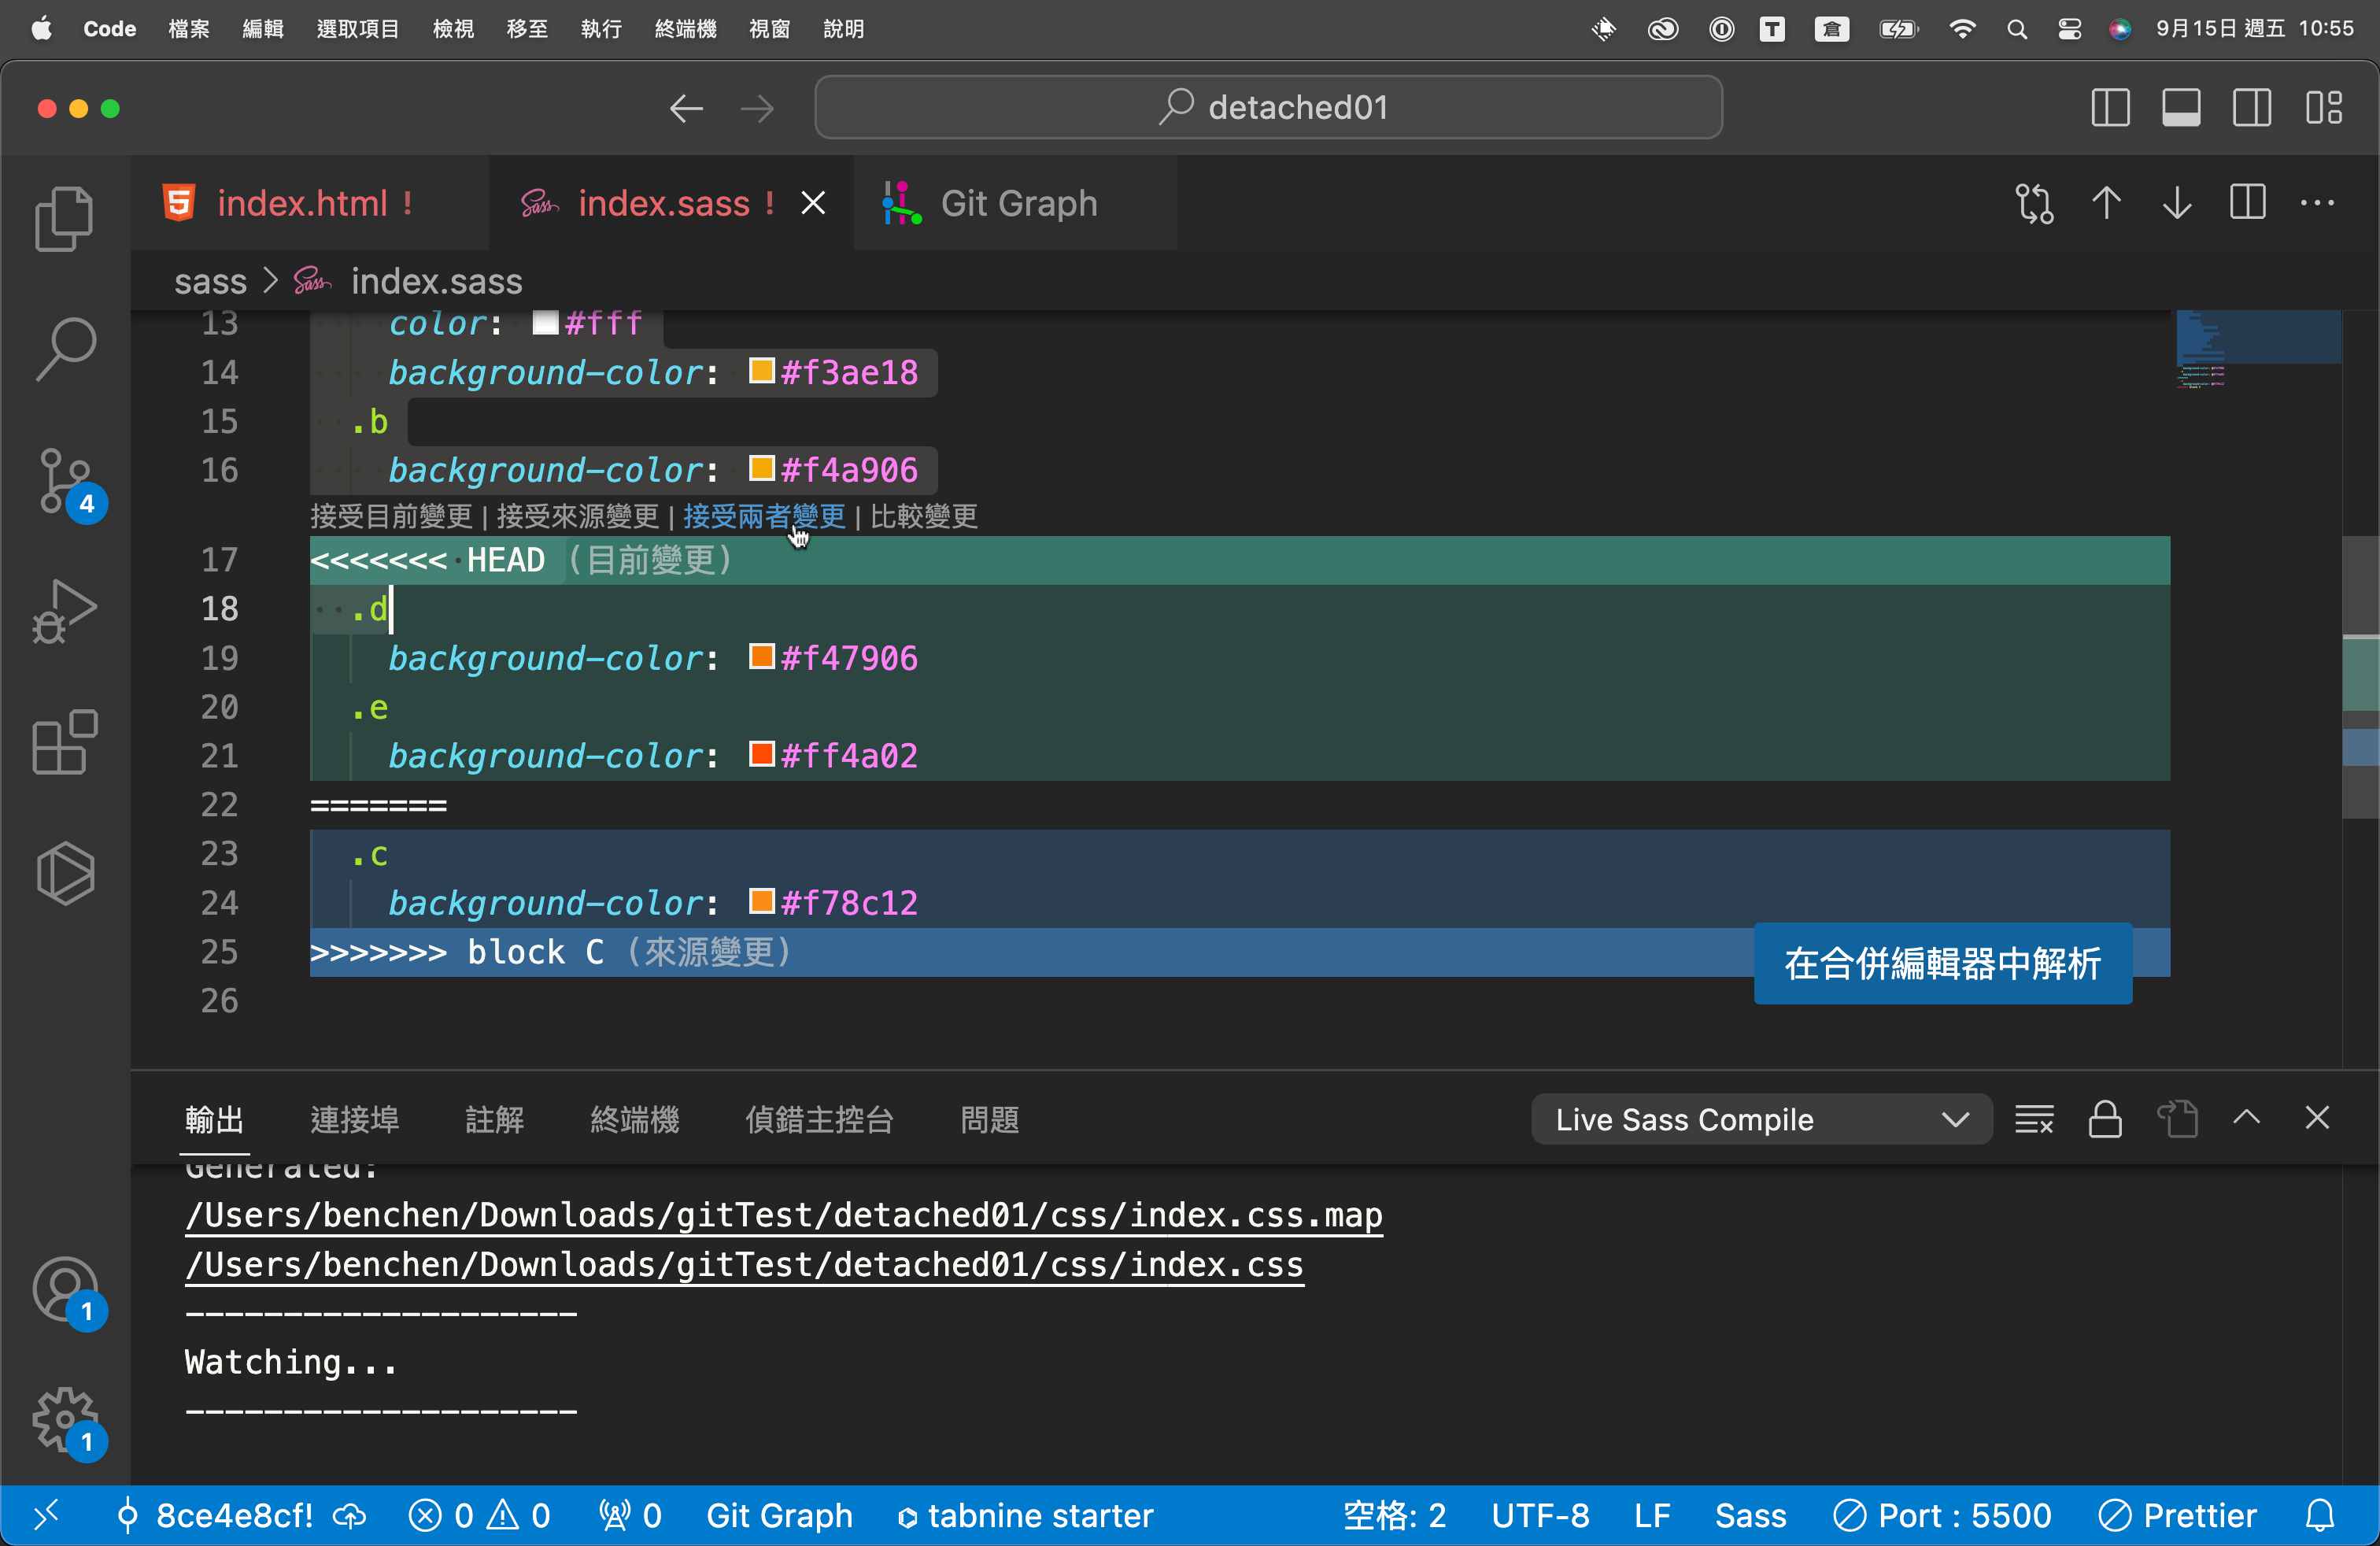 Code 檔案 編輯 選取項目 檢視 移至 執行 終端機 視窗 說明 T 倉 9月15日 週五 10:55
detached01
index.html ! index.sass ! Git Graph
sass > index.sass
13 color: #fff
14 background-color: #f3ae18
15 .b
16 background-color: #f4a906
接受目前變更 | 接受來源變更 | 接受兩者變更 | 比較變更
17 <<<<<<< HEAD (目前變更)
18 .d
19 background-color: #f47906
20 .e
21 background-color: #ff4a02
22 =======
23 .c
24 background-color: #f78c12
25 >>>>>>> block C (來源變更)
在合併編輯器中解析
26
4
輸出 連接埠 註解 終端機 偵錯主控台 問題 Live Sass Compile
Generated:
/Users/benchen/Downloads/gitTest/detached01/css/index.css.map
/Users/benchen/Downloads/gitTest/detached01/css/index.css
--------------------
Watching...
--------------------
1
1
8ce4e8cf! 0 0 0 Git Graph tabnine starter 空格: 2 UTF-8 LF Sass Port : 5500 Prettier